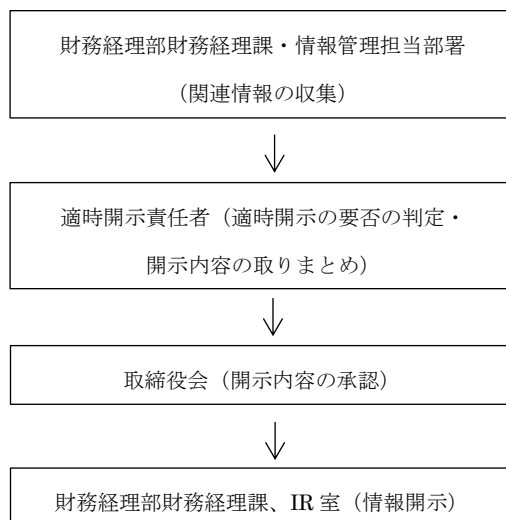 財務経理部財務経理課・情報管理担当部署
（関連情報の収集）
適時開示責任者（適時開示の要否の判定・
開示内容の取りまとめ）
取締役会（開示内容の承認）
財務経理部財務経理課、IR 室（情報開示）